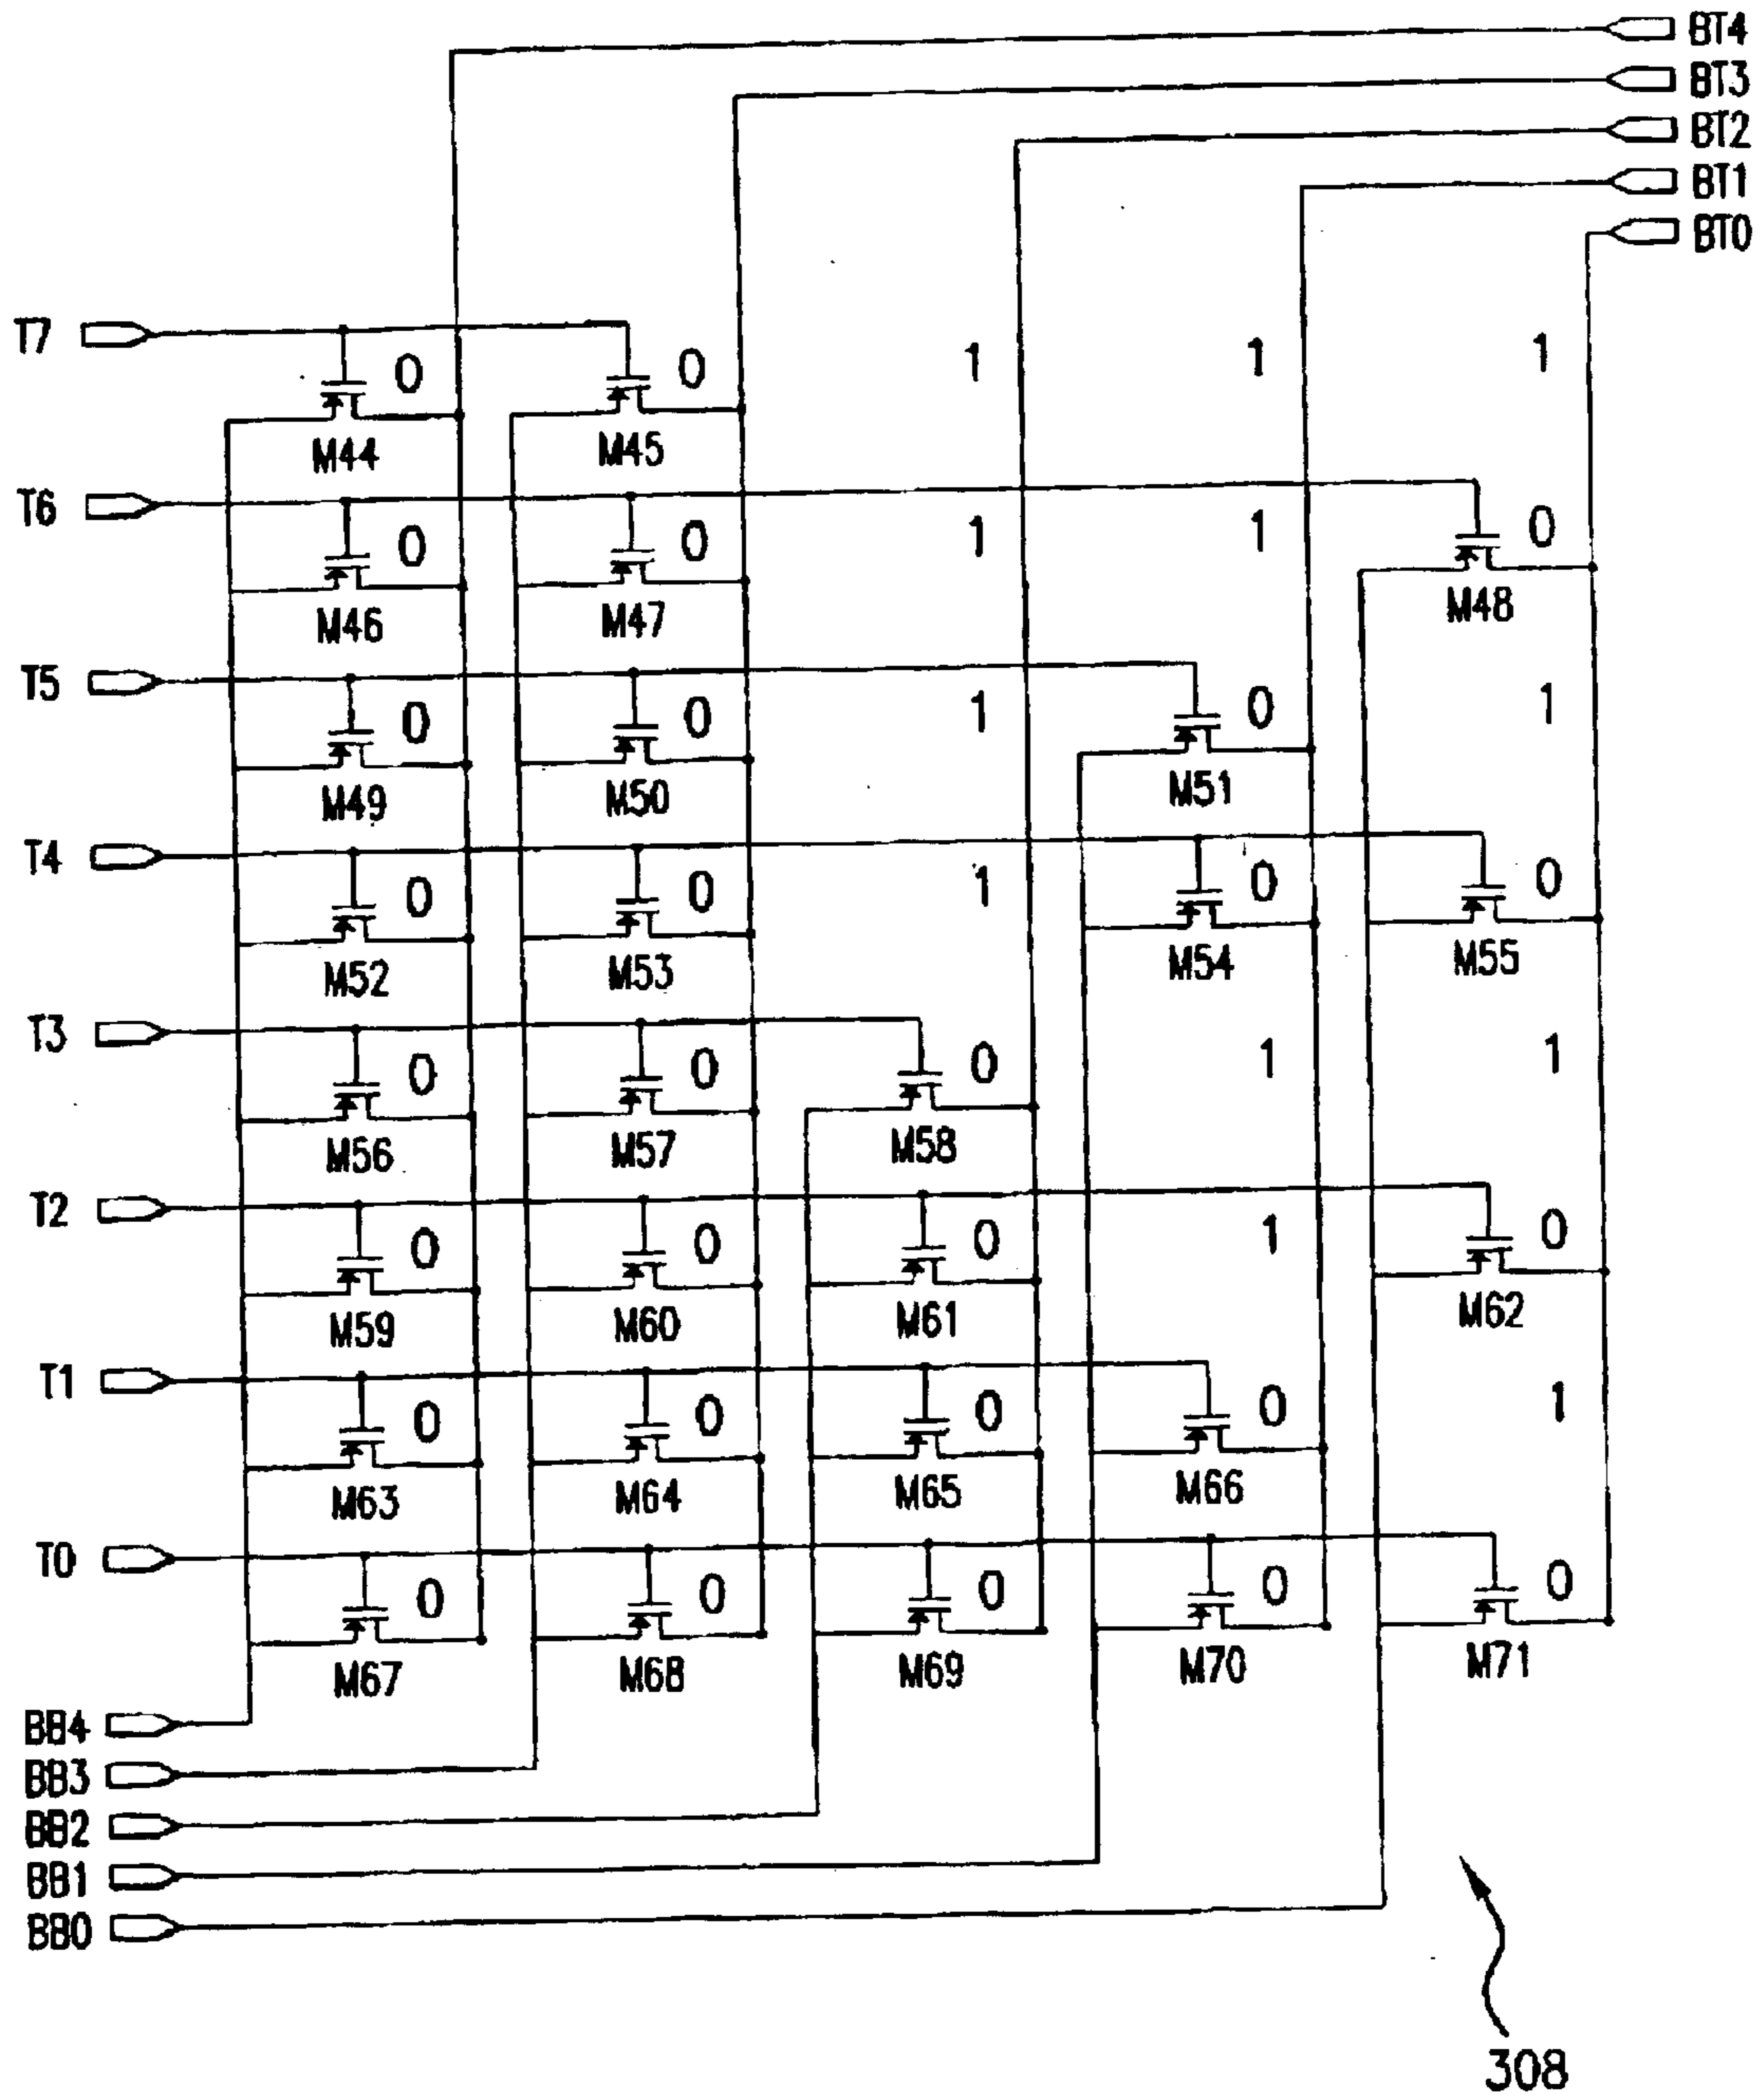 BT4
BT3
BT2
BT1
BT0
T7
0 0 1 1 1
M44 M45
T6
0 0 1 1 0
M46 M47 M48
T5
0 0 1 0 1
M49 M50 M51
T4
0 0 1 0 0
M52 M53 M54 M55
T3
0 0 0 1 1
M56 M57 M58
T2
0 0 0 1 0
M59 M60 M61 M62
T1
0 0 0 0 1
M63 M64 M65 M66
T0
0 0 0 0 0
M67 M68 M69 M70 M71
BB4
BB3
BB2
BB1
BB0
308